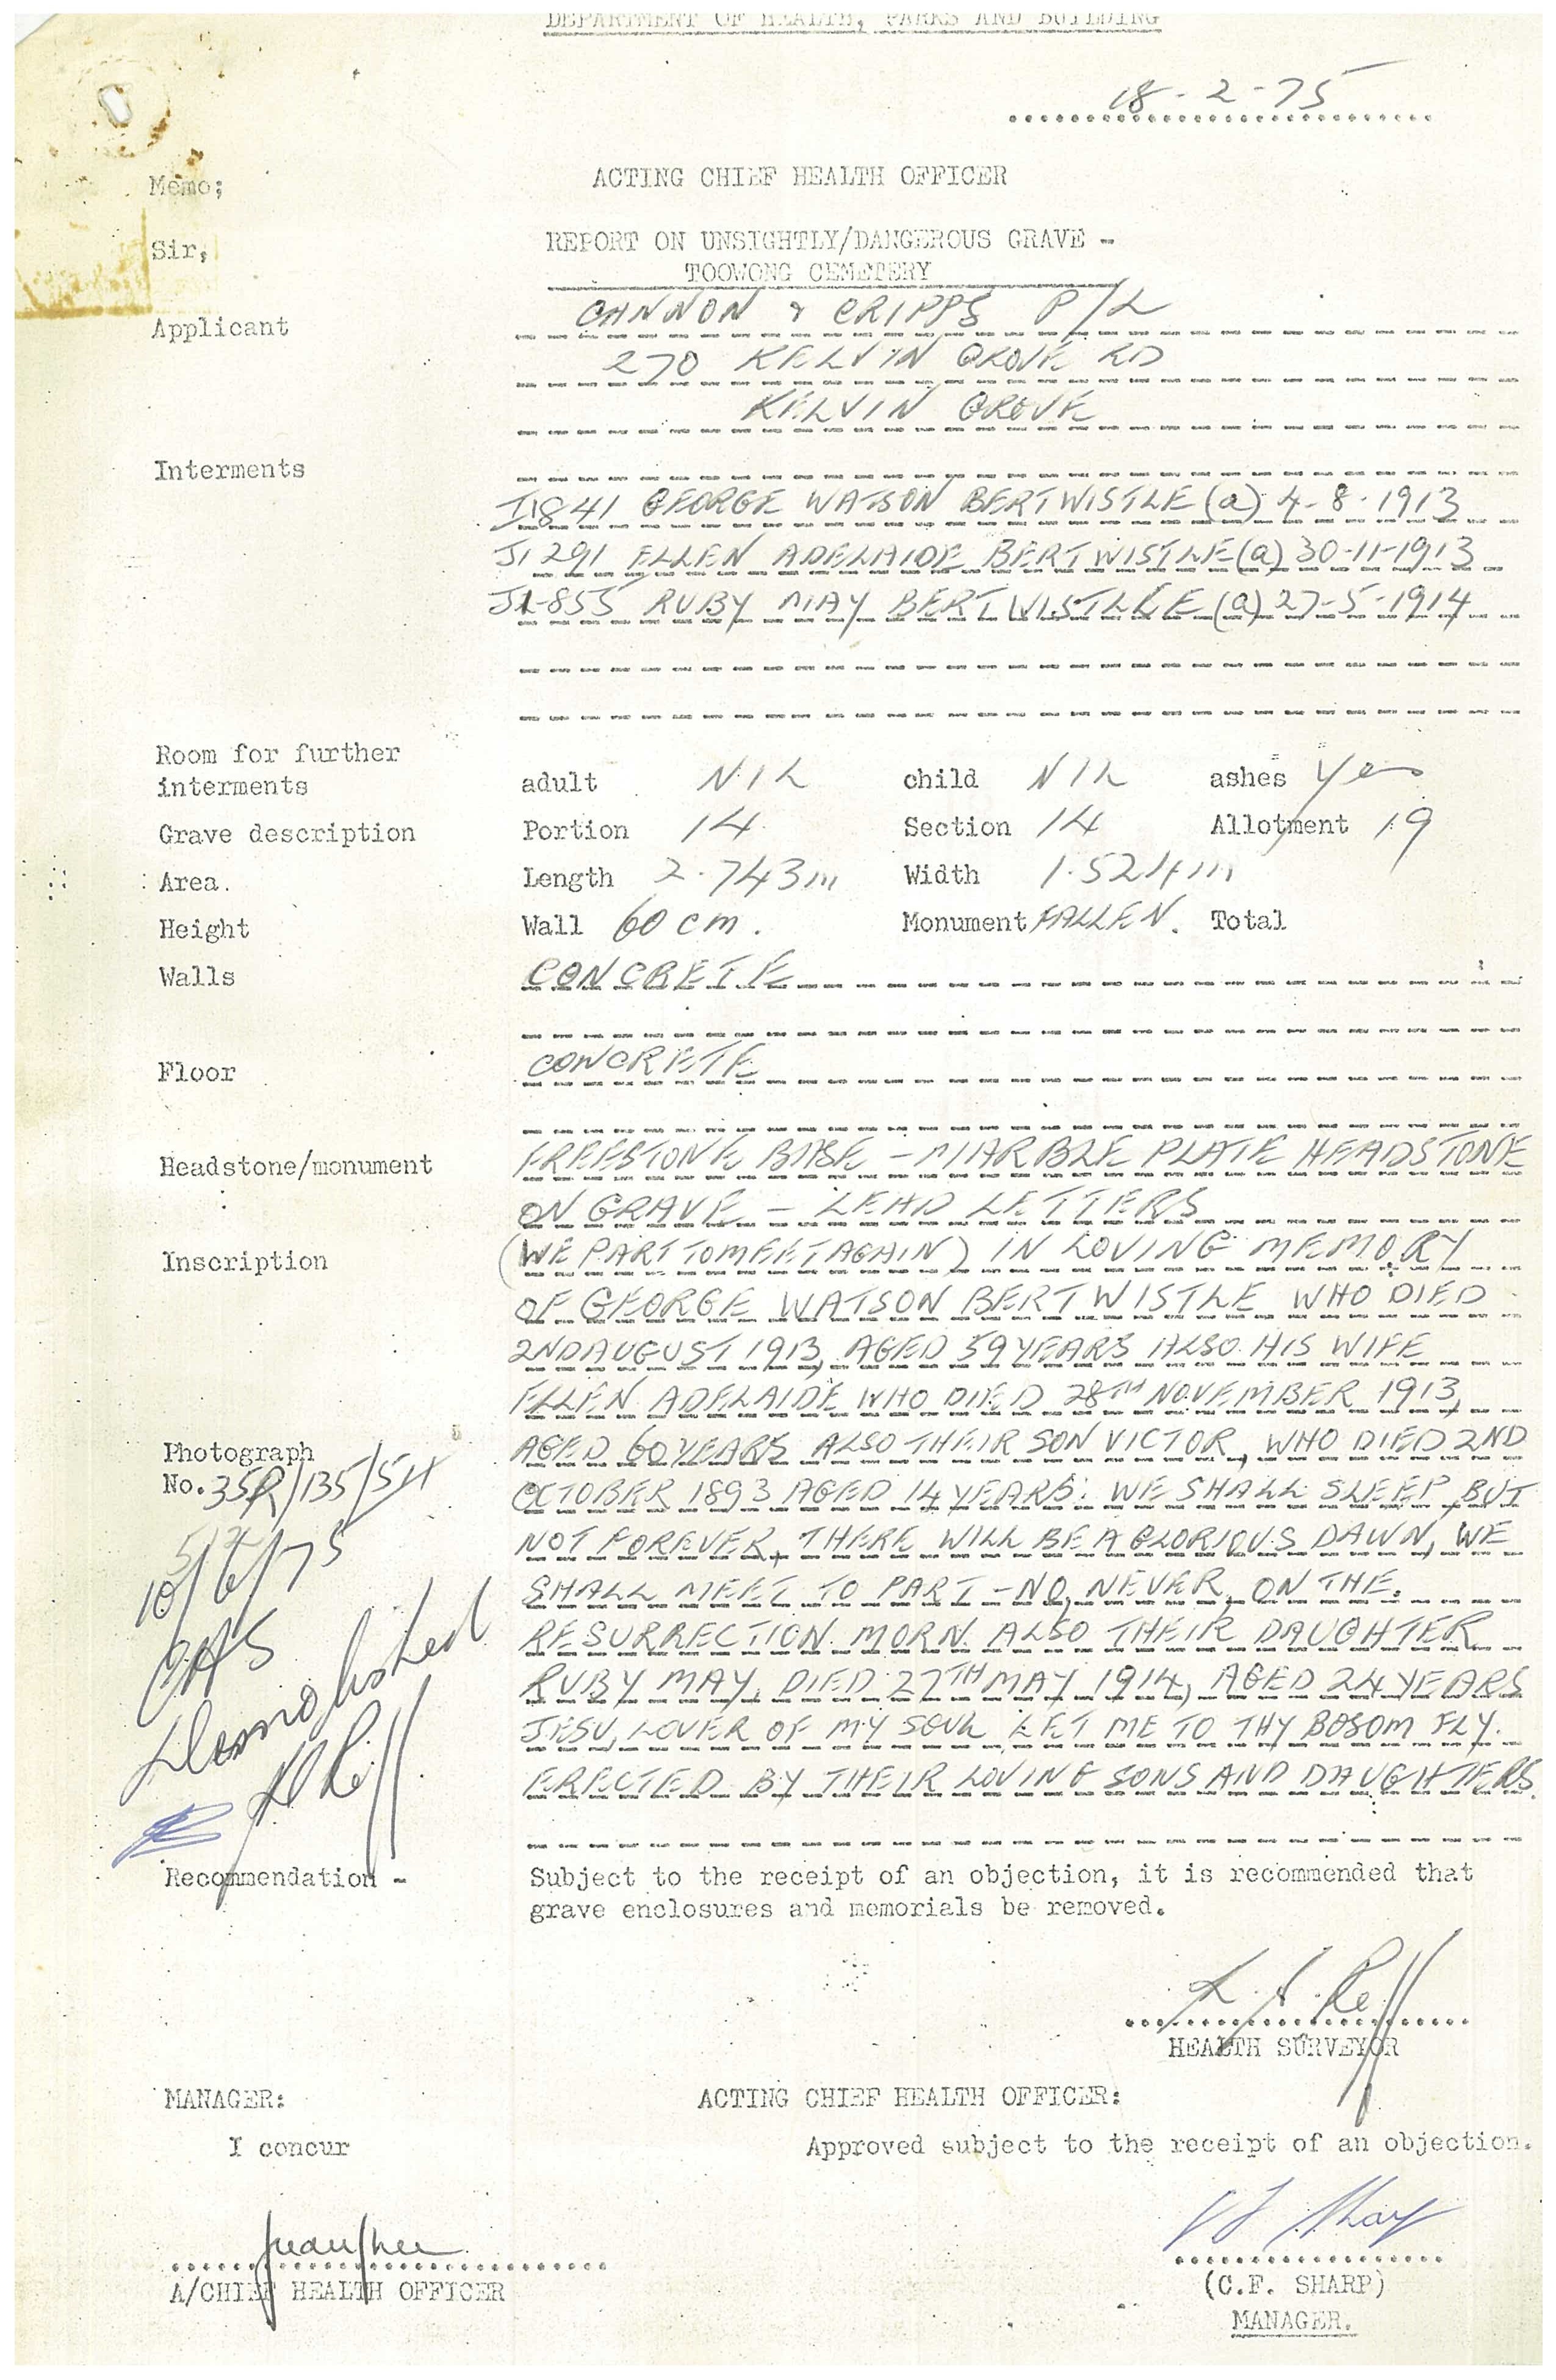 DEPARTMENT OF HEALTH, PARKS AND BUILDING
18-2-75
Memo; ACTING CHIEF HEALTH OFFICER
Sir, REPORT ON UNSIGHTLY/DANGEROUS GRAVE -
TOOWONG CEMETERY
Applicant CANNON & CRIPPS P/L
270 KELVIN GROVE RD
KELVIN GROVE
Interments
I1841 GEORGE WATSON BERTWISTLE (a) 4-8-1913
J1291 ELLEN ADELAIDE BERTWISTLE (a) 30-11-1913
J1-855 RUBY MAY BERTWISTLE (a) 27-5-1914
Room for further
interments adult NIL child NIL ashes Yes
Grave description Portion 14 Section 14 Allotment 19
Area. Length 2.743m Width 1.524m
Height Wall 60 cm. Monument FALLEN. Total
Walls CONCRETE
Floor CONCRETE
Headstone/monument FREESTONE BASE - MARBLE PLATE HEADSTONE
ON GRAVE - LEAD LETTERS
Inscription (WE PART TO MEET AGAIN) IN LOVING MEMORY
OF GEORGE WATSON BERTWISTLE WHO DIED
2ND AUGUST 1913, AGED 59 YEARS ALSO HIS WIFE
ELLEN ADELAIDE WHO DIED 28TH NOVEMBER 1913,
Photograph AGED 60 YEARS ALSO THEIR SON VICTOR, WHO DIED 2ND
No. 35R/135/5H OCTOBER 1893 AGED 14 YEARS. WE SHALL SLEEP, BUT
NOT FOREVER, THERE WILL BE A GLORIOUS DAWN, WE
SHALL MEET TO PART - NO, NEVER, ON THE
RESURRECTION MORN. ALSO THEIR DAUGHTER
RUBY MAY, DIED 27TH MAY 1914, AGED 24 YEARS
JESU, LOVER OF MY SOUL LET ME TO THY BOSOM FLY.
ERECTED BY THEIR LOVING SONS AND DAUGHTERS.
10/6/75
Demolished
Recommendation - Subject to the receipt of an objection, it is recommended that
grave enclosures and memorials be removed.
HEALTH SURVEYOR
MANAGER: ACTING CHIEF HEALTH OFFICER:
I concur Approved subject to the receipt of an objection.
A/CHIEF HEALTH OFFICER (C.F. SHARP)
MANAGER.